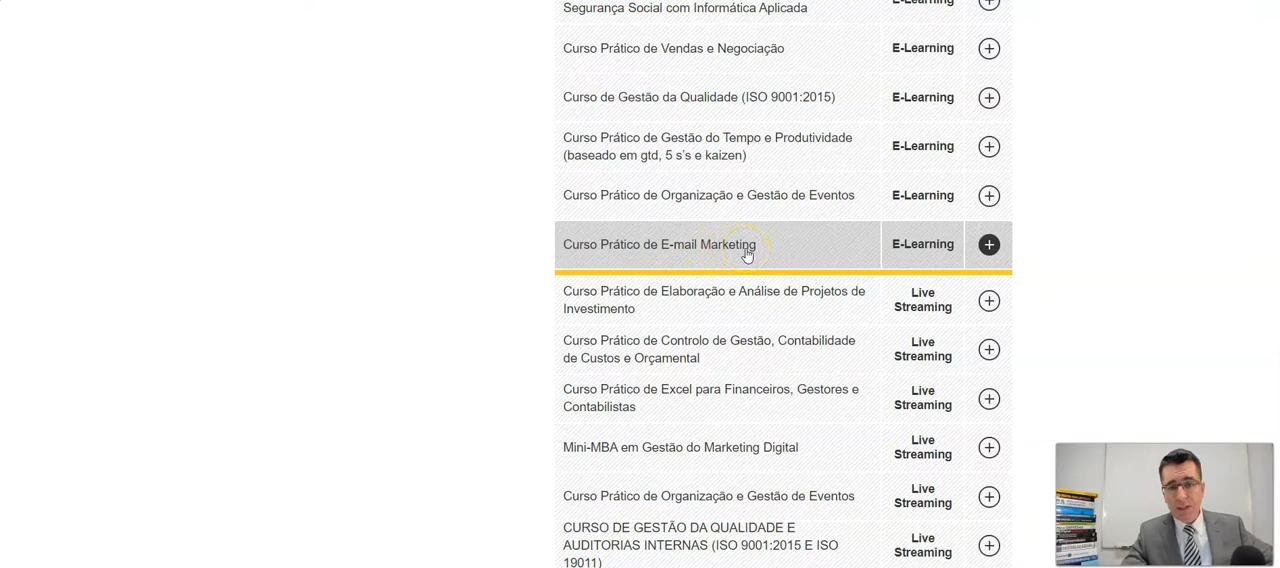 Segurança Social com Informática Aplicada
E-Learning
Curso Prático de Vendas e Negociação
E-Learning
Curso de Gestão da Qualidade (ISO 9001:2015)
E-Learning
Curso Prático de Gestão do Tempo e Produtividade
(baseado em gtd, 5 s's e kaizen)
E-Learning
Curso Prático de Organização e Gestão de Eventos
E-Learning
Curso Prático de E-mail Marketing
E-Learning
Curso Prático de Elaboração e Análise de Projetos de
Investimento
Live
Streaming
Curso Prático de Controlo de Gestão, Contabilidade
de Custos e Orçamental
Live
Streaming
Curso Prático de Excel para Financeiros, Gestores e
Contabilistas
Live
Streaming
Mini-MBA em Gestão do Marketing Digital
Live
Streaming
Curso Prático de Organização e Gestão de Eventos
Live
Streaming
CURSO DE GESTÃO DA QUALIDADE E
AUDITORIAS INTERNAS (ISO 9001:2015 E ISO
19011)
Live
Streaming